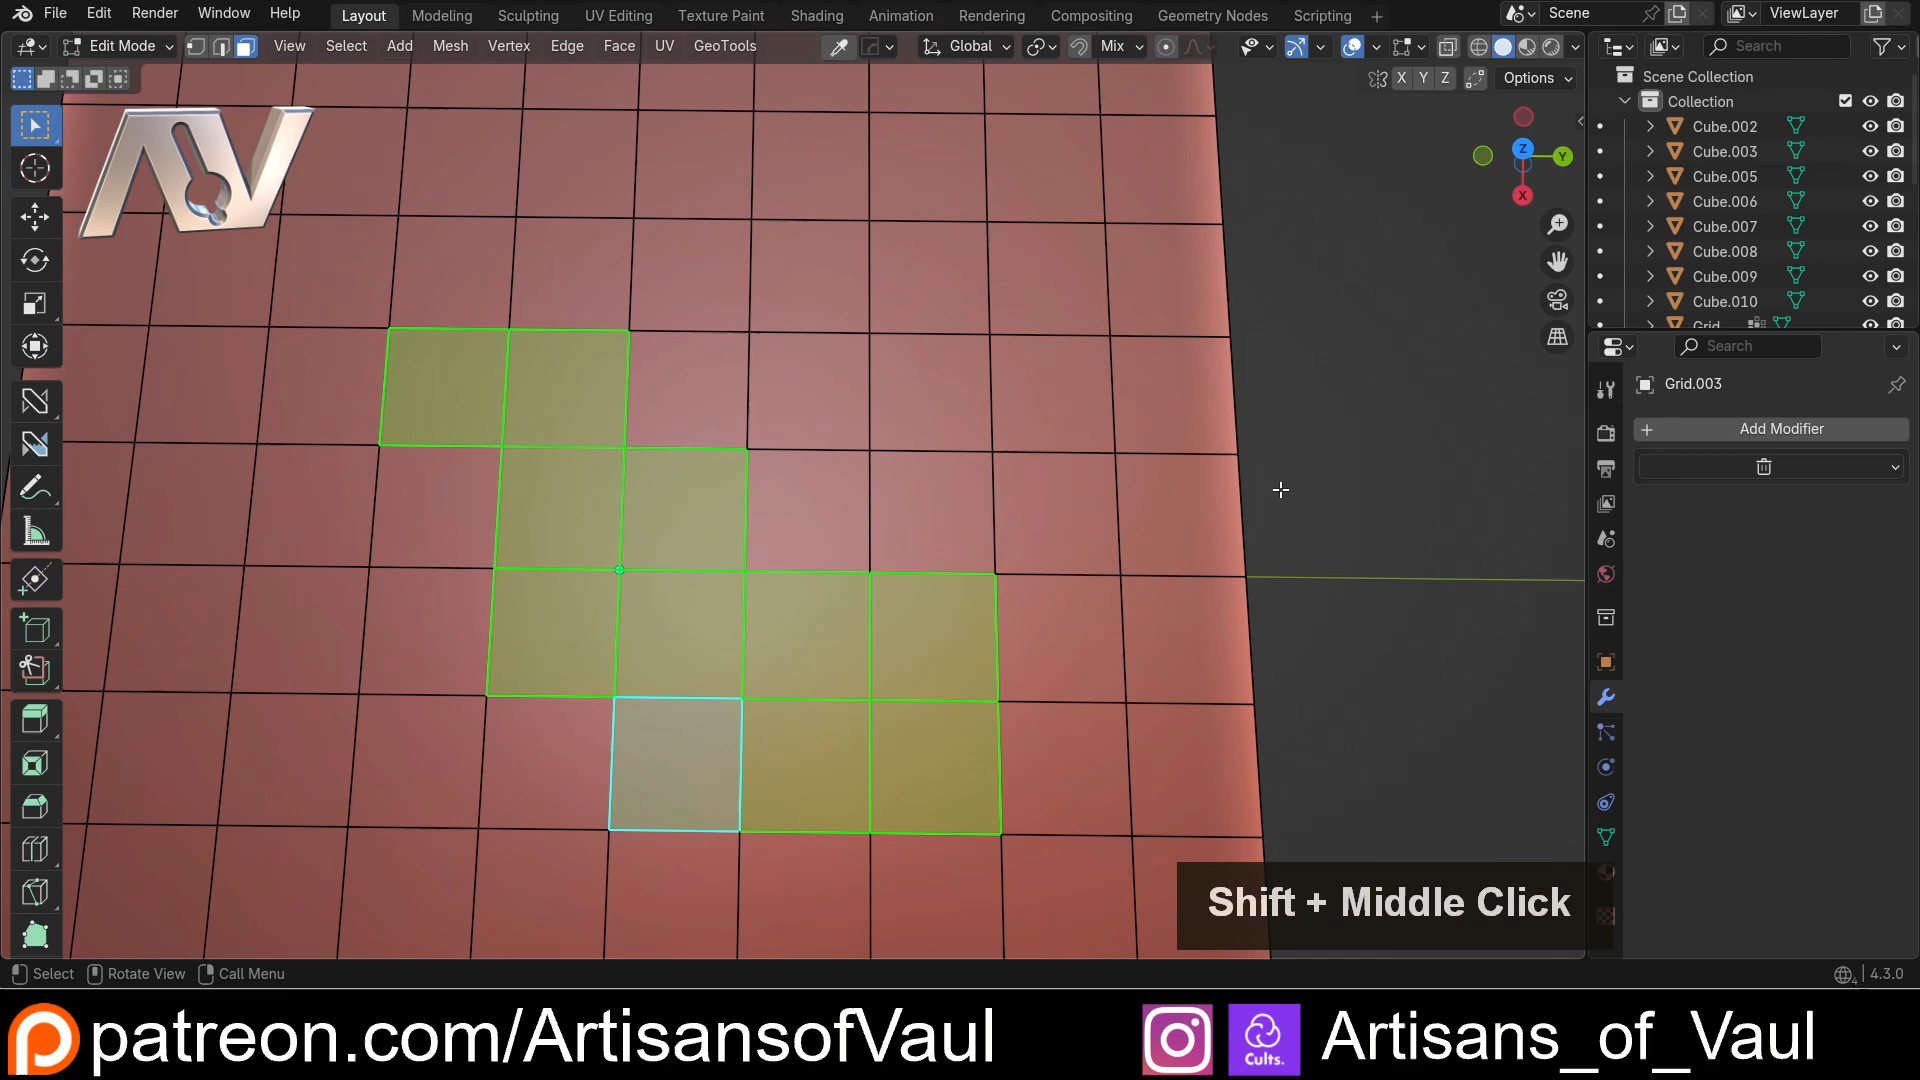 File Edit Render Window Help Layout Modeling Sculpting UV Editing Texture Paint Shading Animation Rendering Compositing Geometry Nodes Scripting + Scene ViewLayer
Edit Mode View Select Add Mesh Vertex Edge Face UV GeoTools Global Mix Search
X Y Z Options
Scene Collection
Collection
Cube.002
Cube.003
Cube.005
Cube.006
Cube.007
Cube.008
Cube.009
Cube.010
Grid
Z Y
X
Search
Grid.003
+ Add Modifier
Shift + Middle Click
Select Rotate View Call Menu 4.3.0
patreon.com/ArtisansofVaul Cults. Artisans_of_Vaul